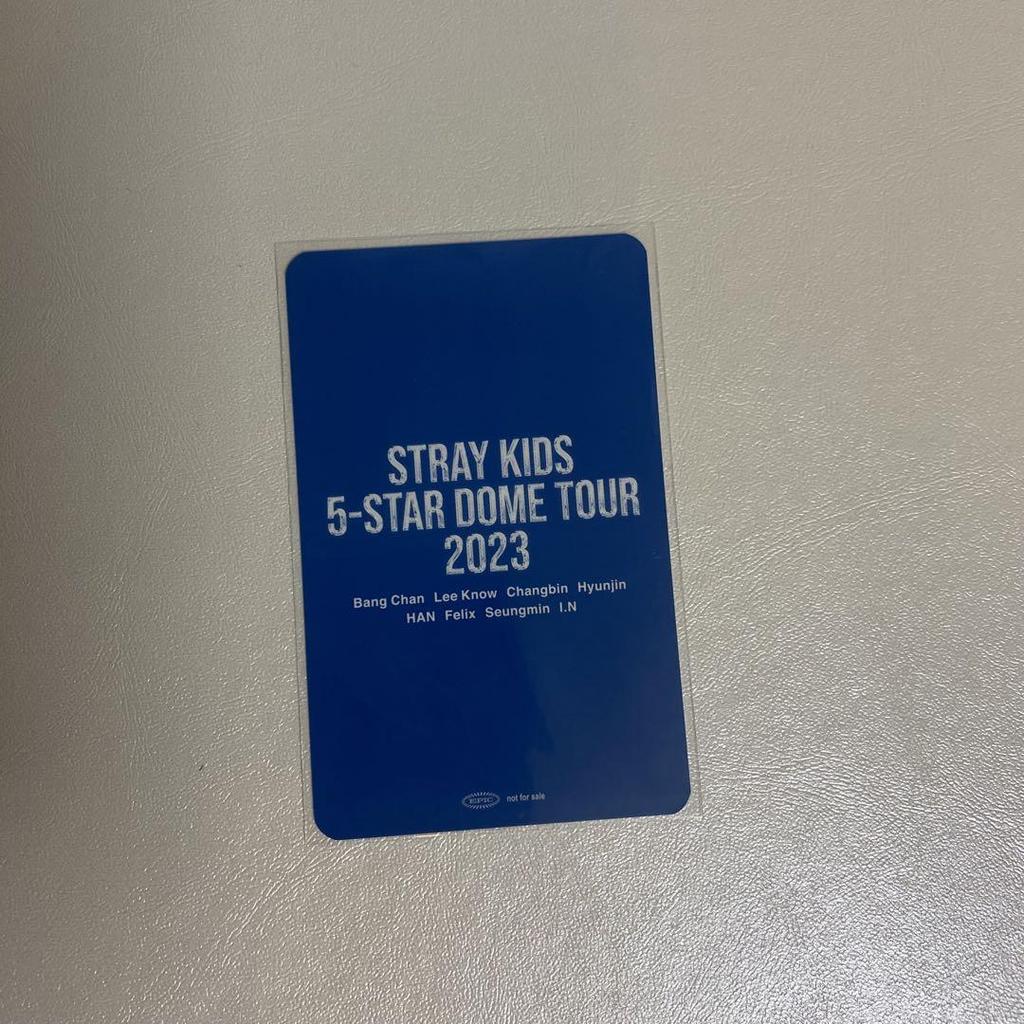 STRAY KIDS
5-STAR DOME TOUR
2023
Bang Chan Lee Know Changbin Hyunjin
HAN Felix Seungmin I.N
EPIC not for sale